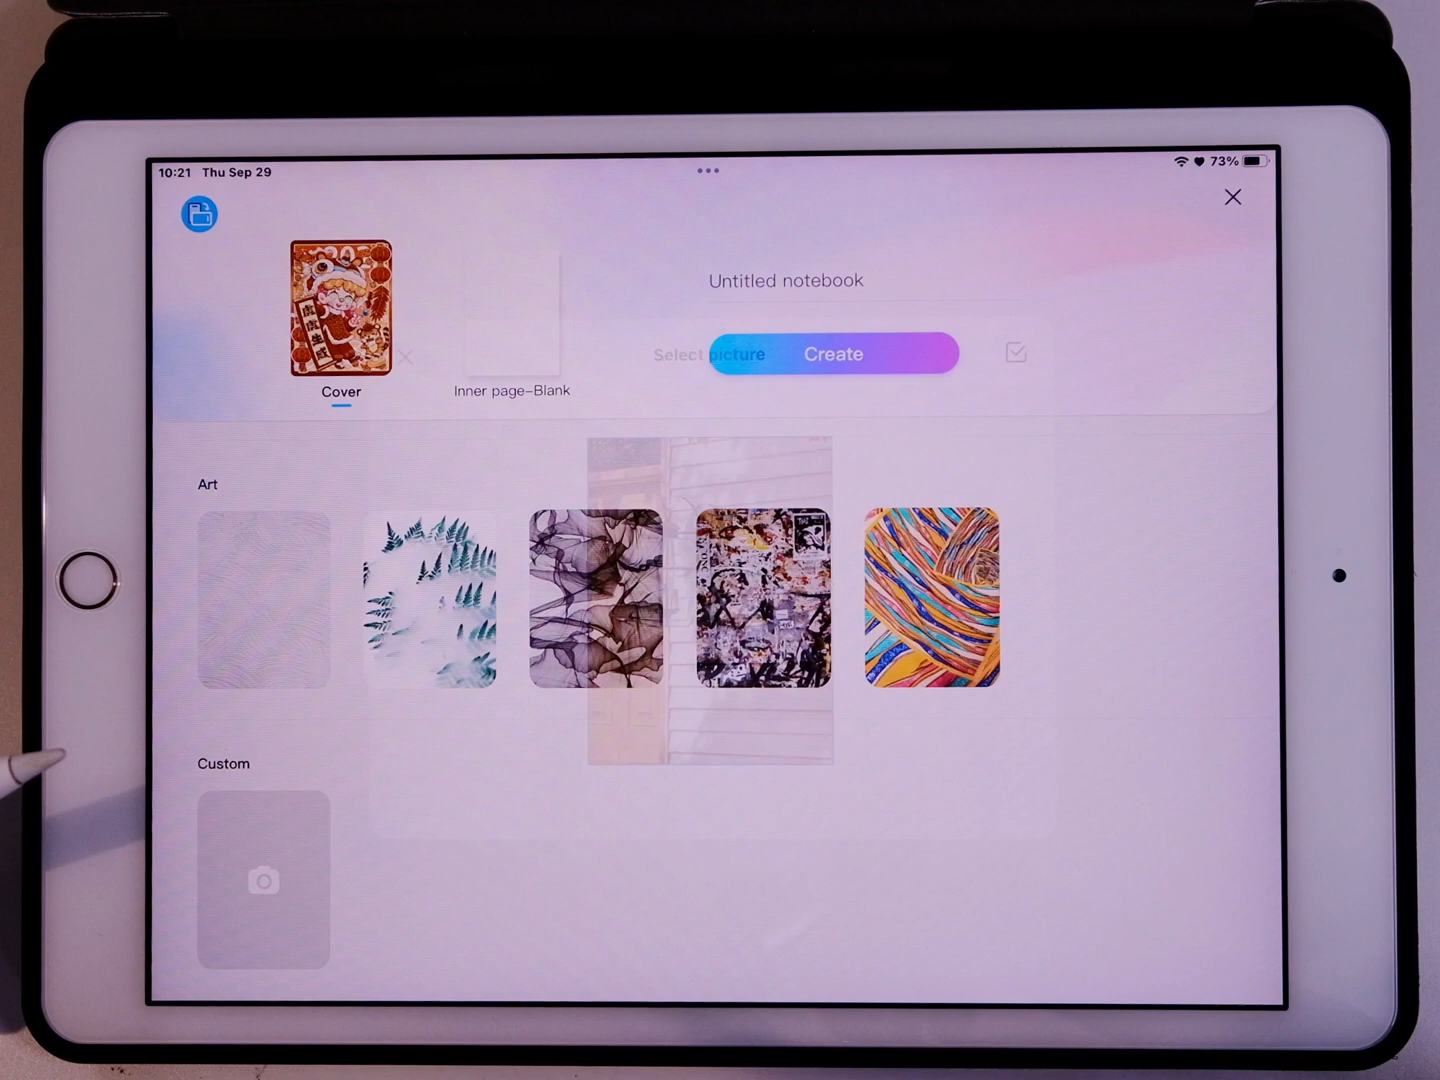 10:21 Thu Sep 29
73%
Untitled notebook
Select picture
Create
Cover
Inner page-Blank
Art
Custom